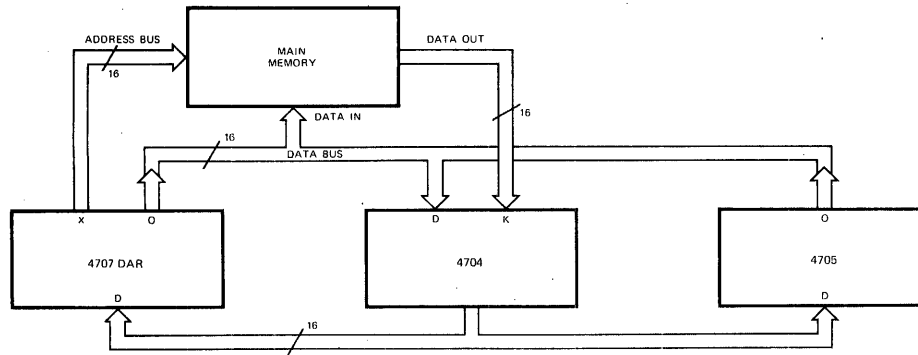 ADDRESS BUS
16
MAIN
MEMORY
DATA OUT
16
DATA IN
16
DATA BUS
X O
4707 DAR
D
D K
4704
O
4705
D
16